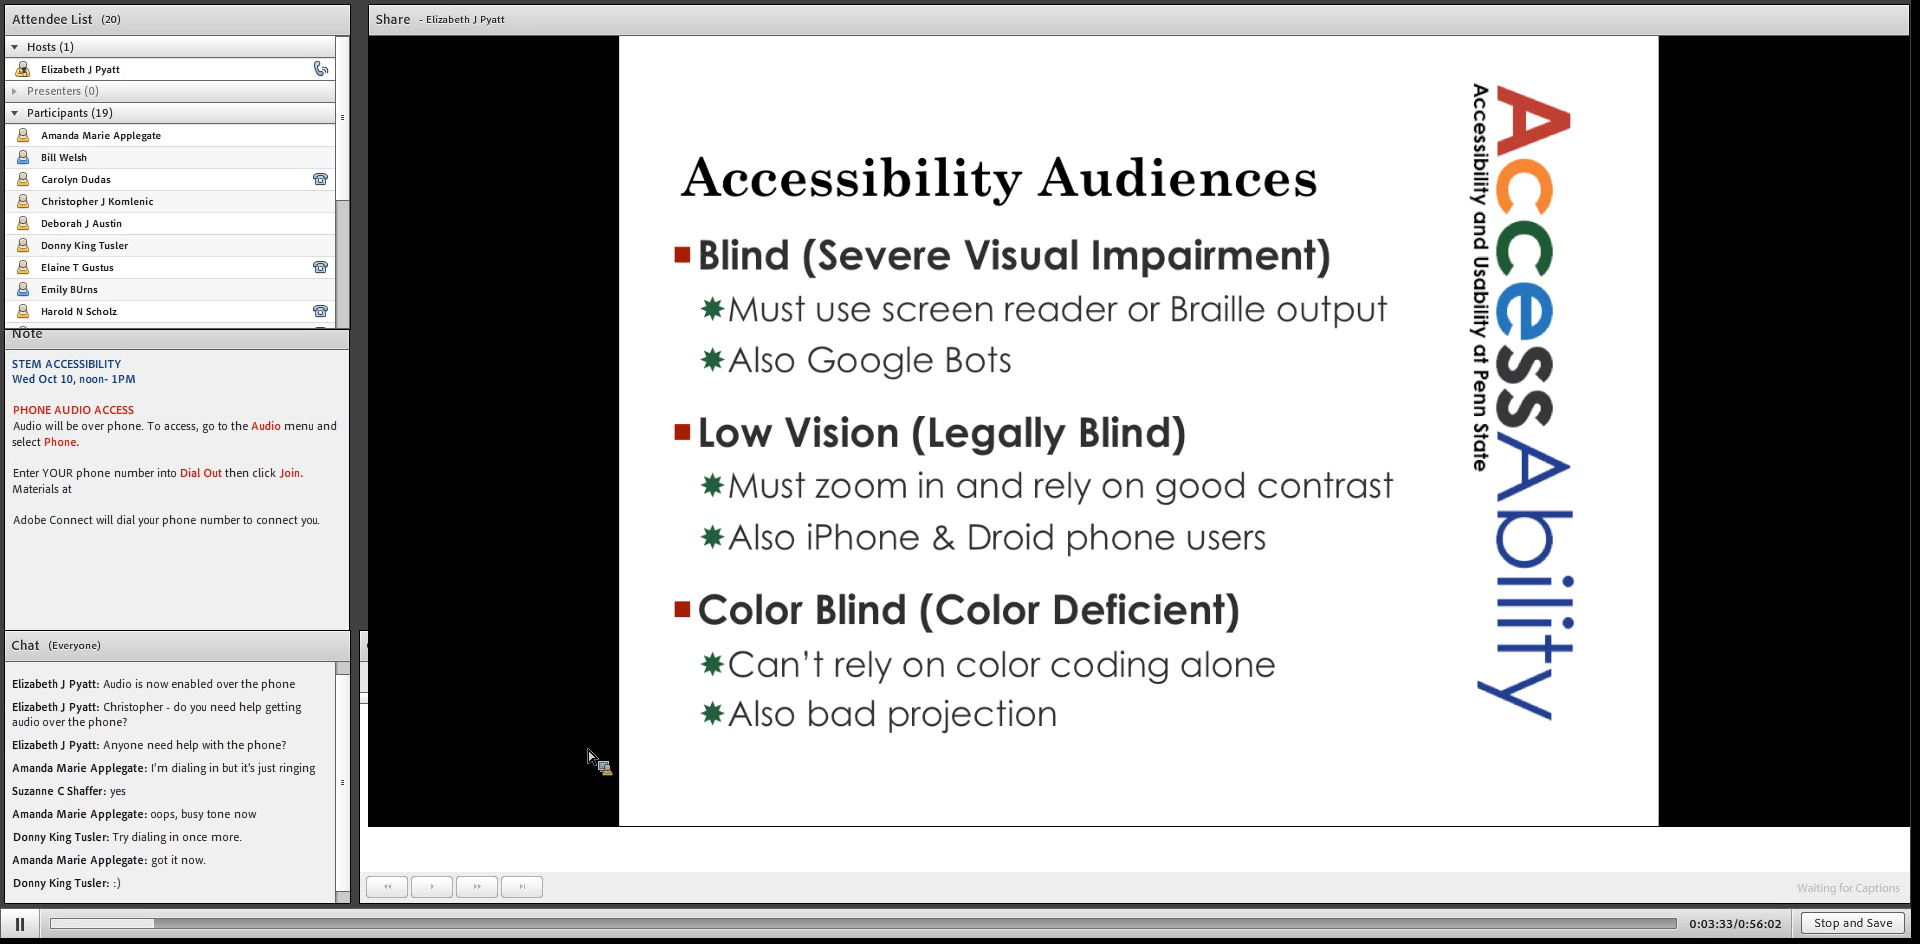 Attendee List (20)
Hosts (1)
Elizabeth J Pyatt
Presenters (0)
Participants (19)
Amanda Marie Applegate
Bill Welsh
Carolyn Dudas
Christopher J Komlenic
Deborah J Austin
Donny King Tusler
Elaine T Gustus
Emily BUrns
Harold N Scholz
Note
STEM ACCESSIBILITY
Wed Oct 10, noon- 1PM
PHONE AUDIO ACCESS
Audio will be over phone. To access, go to the Audio menu and
select Phone.
Enter YOUR phone number into Dial Out then click Join.
Materials at
Adobe Connect will dial your phone number to connect you.
Chat (Everyone)
Elizabeth J Pyatt: Audio is now enabled over the phone
Elizabeth J Pyatt: Christopher - do you need help getting
audio over the phone?
Elizabeth J Pyatt: Anyone need help with the phone?
Amanda Marie Applegate: I'm dialing in but it's just ringing
Suzanne C Shaffer: yes
Amanda Marie Applegate: oops, busy tone now
Donny King Tusler: Try dialing in once more.
Amanda Marie Applegate: got it now.
Donny King Tusler: :)
Share - Elizabeth J Pyatt
Accessibility Audiences
Blind (Severe Visual Impairment)
Must use screen reader or Braille output
Also Google Bots
Low Vision (Legally Blind)
Must zoom in and rely on good contrast
Also iPhone & Droid phone users
Color Blind (Color Deficient)
Can't rely on color coding alone
Also bad projection
AccessAbility
Accessibility and Usability at Penn State
Waiting for Captions
0:03:33/0:56:02
Stop and Save